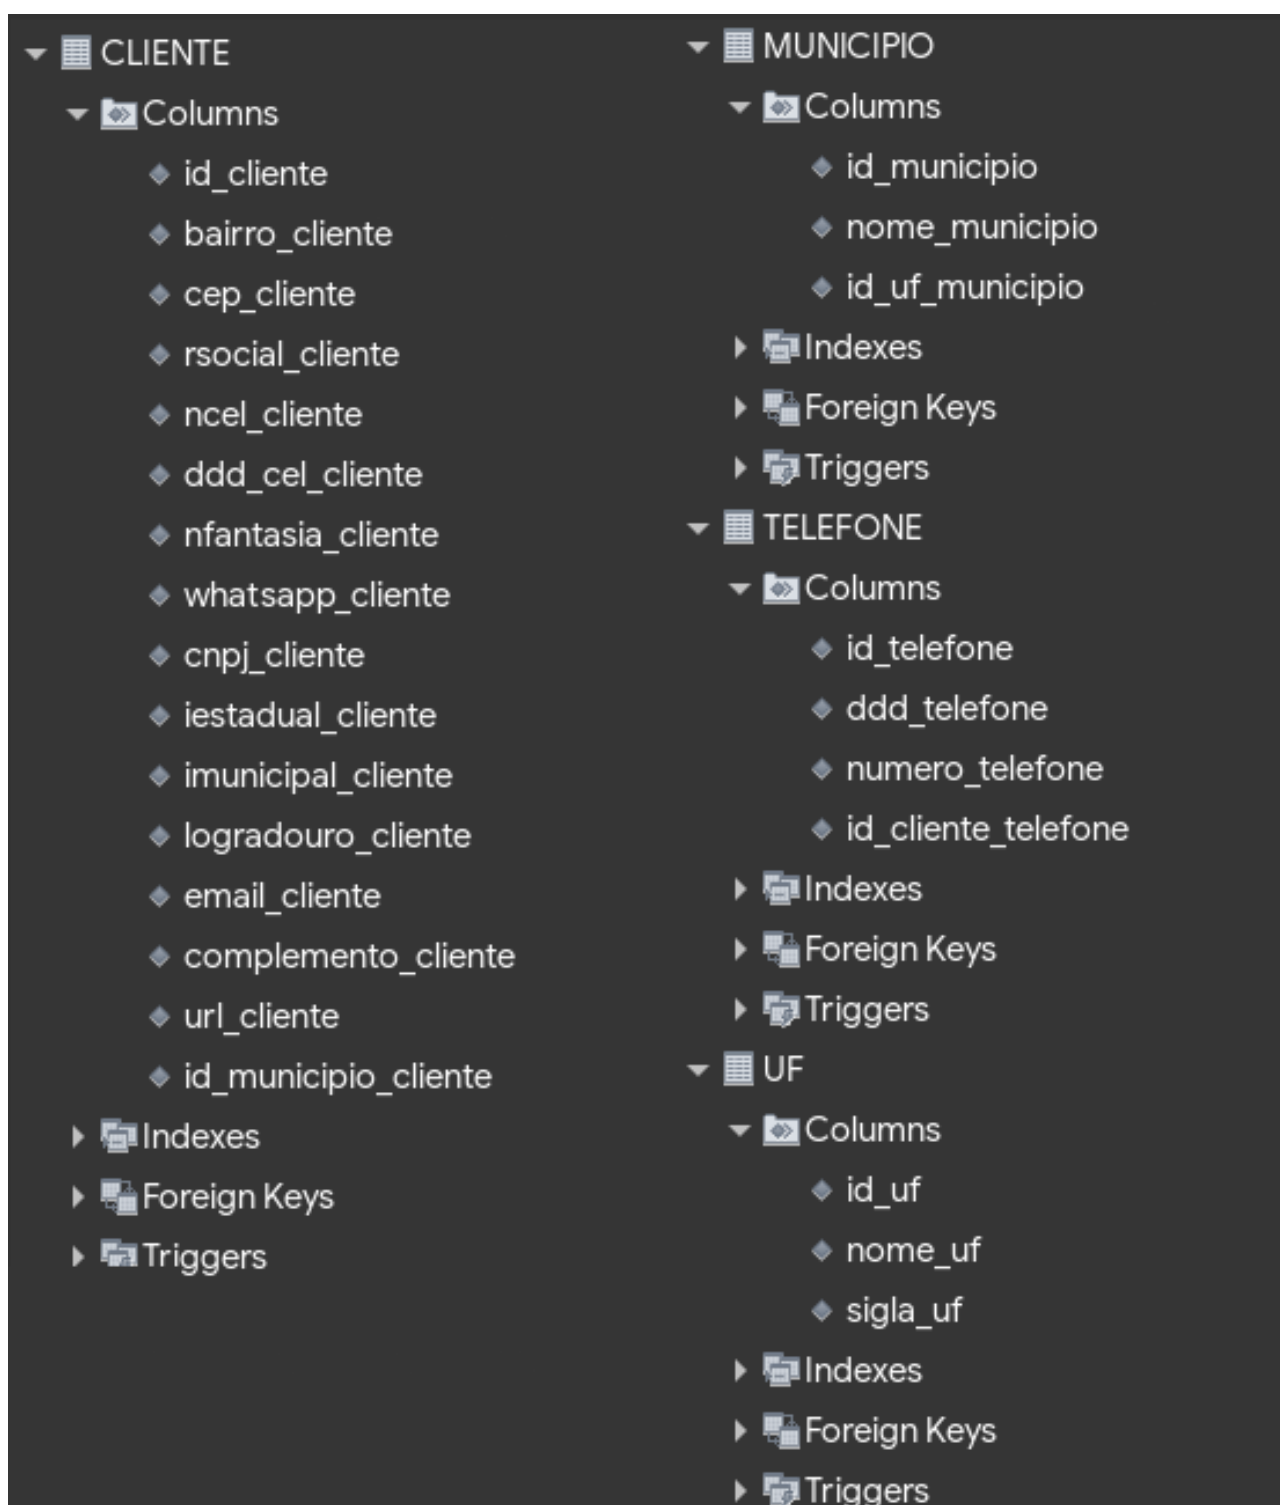 CLIENTE
Columns
id_cliente
bairro_cliente
cep_cliente
rsocial_cliente
ncel_cliente
ddd_cel_cliente
nfantasia_cliente
whatsapp_cliente
cnpj_cliente
iestadual_cliente
imunicipal_cliente
logradouro_cliente
email_cliente
complemento_cliente
url_cliente
id_municipio_cliente
Indexes
Foreign Keys
Triggers
MUNICIPIO
Columns
id_municipio
nome_municipio
id_uf_municipio
Indexes
Foreign Keys
Triggers
TELEFONE
Columns
id_telefone
ddd_telefone
numero_telefone
id_cliente_telefone
Indexes
Foreign Keys
Triggers
UF
Columns
id_uf
nome_uf
sigla_uf
Indexes
Foreign Keys
Triggers